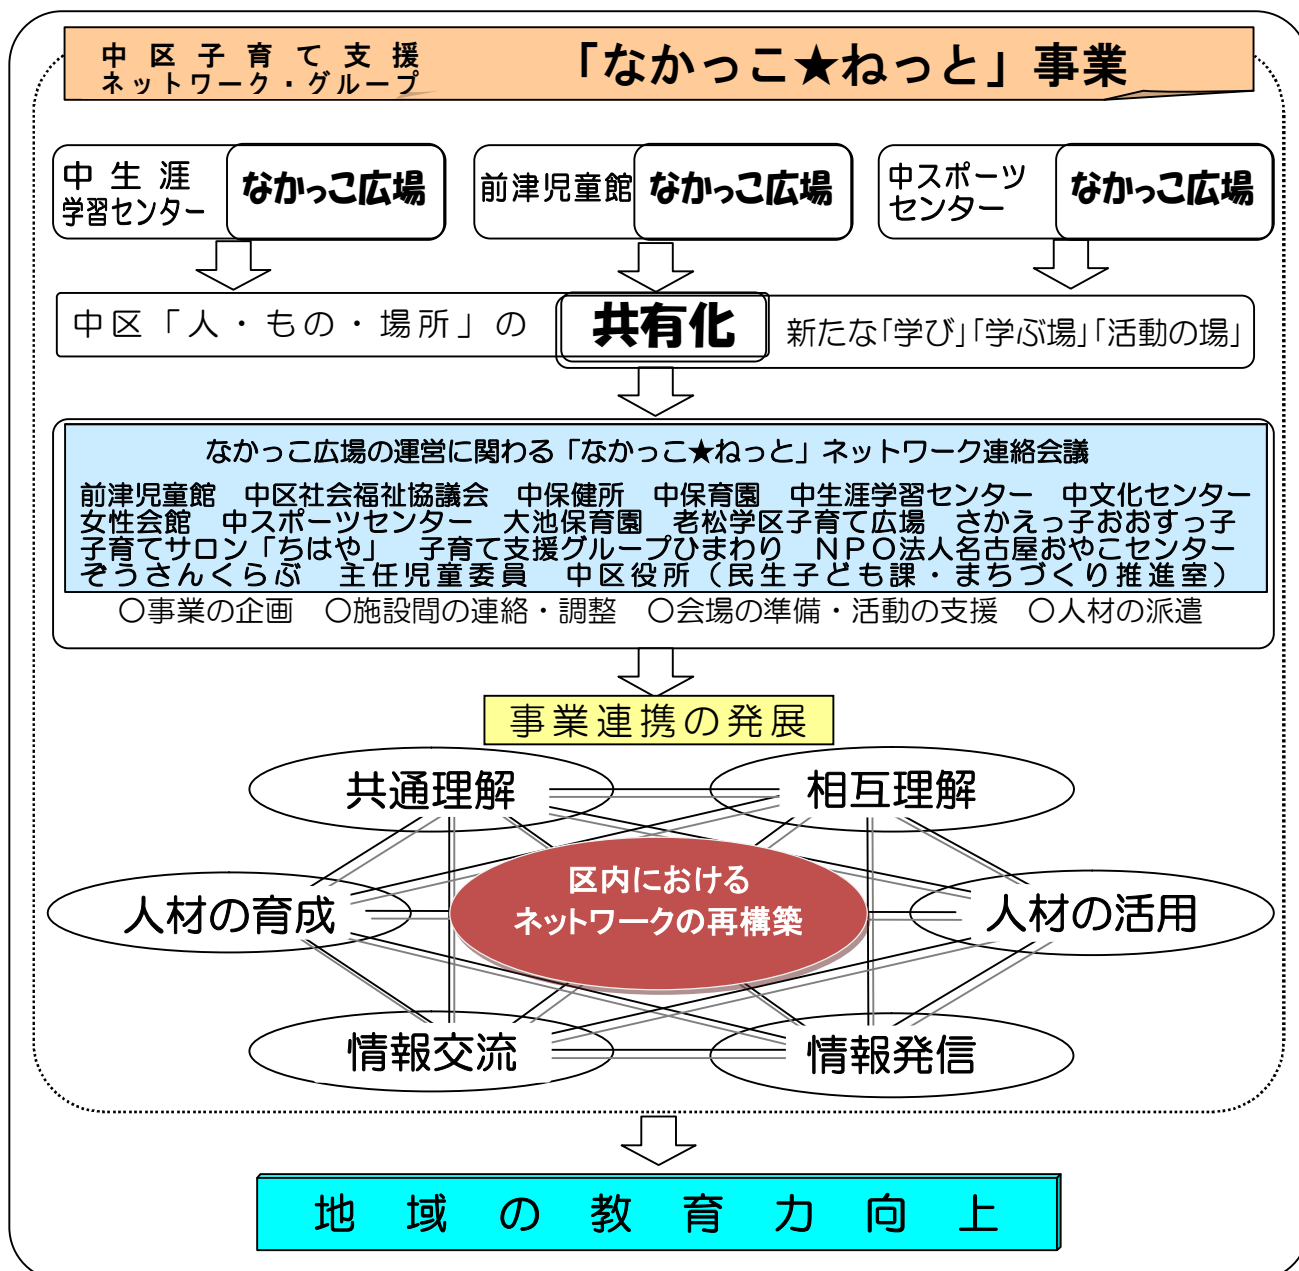 中区子育て支援
ネットワーク・グループ
「なかっこ★ねっと」事業
中生涯
学習センター
なかっこ広場
前津児童館
なかっこ広場
中スポーツ
センター
なかっこ広場
中区「人・もの・場所」の
共有化
新たな「学び」「学ぶ場」「活動の場」
なかっこ広場の運営に関わる「なかっこ★ねっと」ネットワーク連絡会議
前津児童館　中区社会福祉協議会　中保健所　中保育園　中生涯学習センター　中文化センター
女性会館　中スポーツセンター　大池保育園　老松学区子育て広場　さかえっ子おおすっ子
子育てサロン「ちはや」　子育て支援グループひまわり　ＮＰＯ法人名古屋おやこセンター
ぞうさんくらぶ　主任児童委員　中区役所（民生子ども課・まちづくり推進室）
〇事業の企画　〇施設間の連絡・調整　〇会場の準備・活動の支援　〇人材の派遣
事業連携の発展
共通理解
相互理解
区内における
ネットワークの再構築
人材の育成
人材の活用
情報交流
情報発信
地域の教育力向上